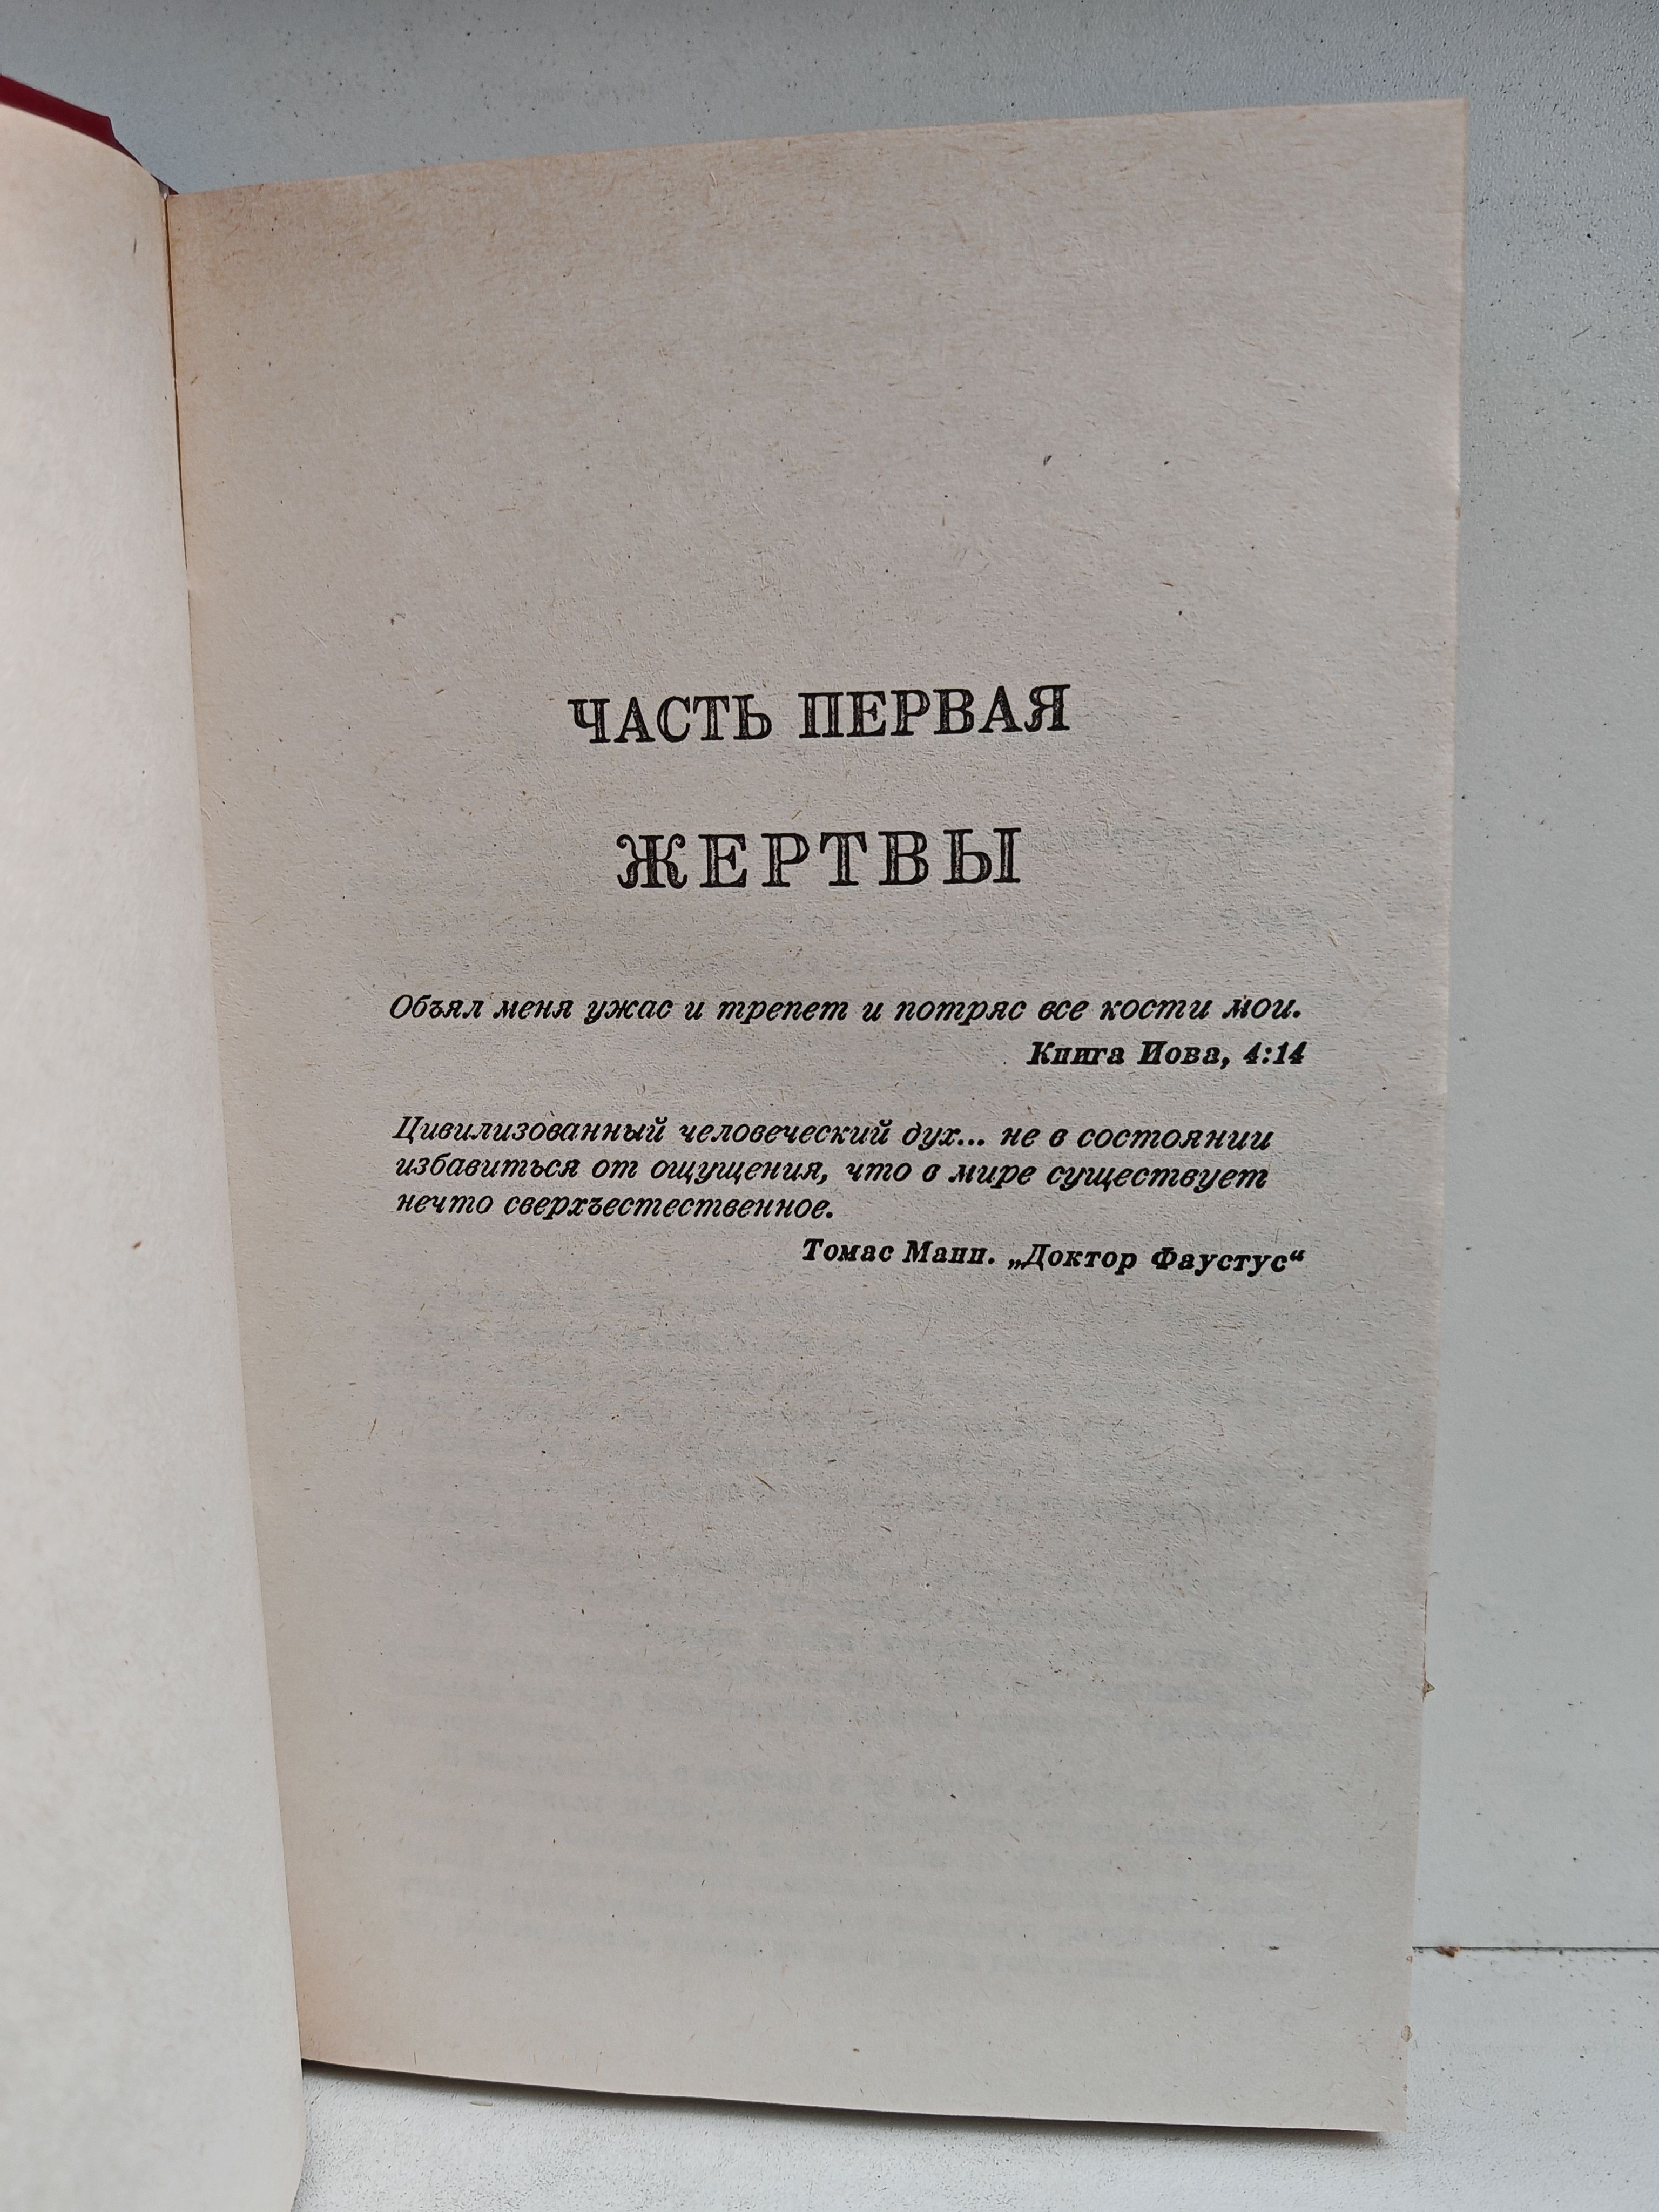 ЧАСТЬ ПЕРВАЯ
ЖЕРТВЫ
Объял меня ужас и трепет и потряс все кости мои.
Книга Иова, 4:14
Цивилизованный человеческий дух... не в состоянии
избавиться от ощущения, что в мире существует
нечто сверхъестественное.
Томас Манн. „Доктор Фаустус“